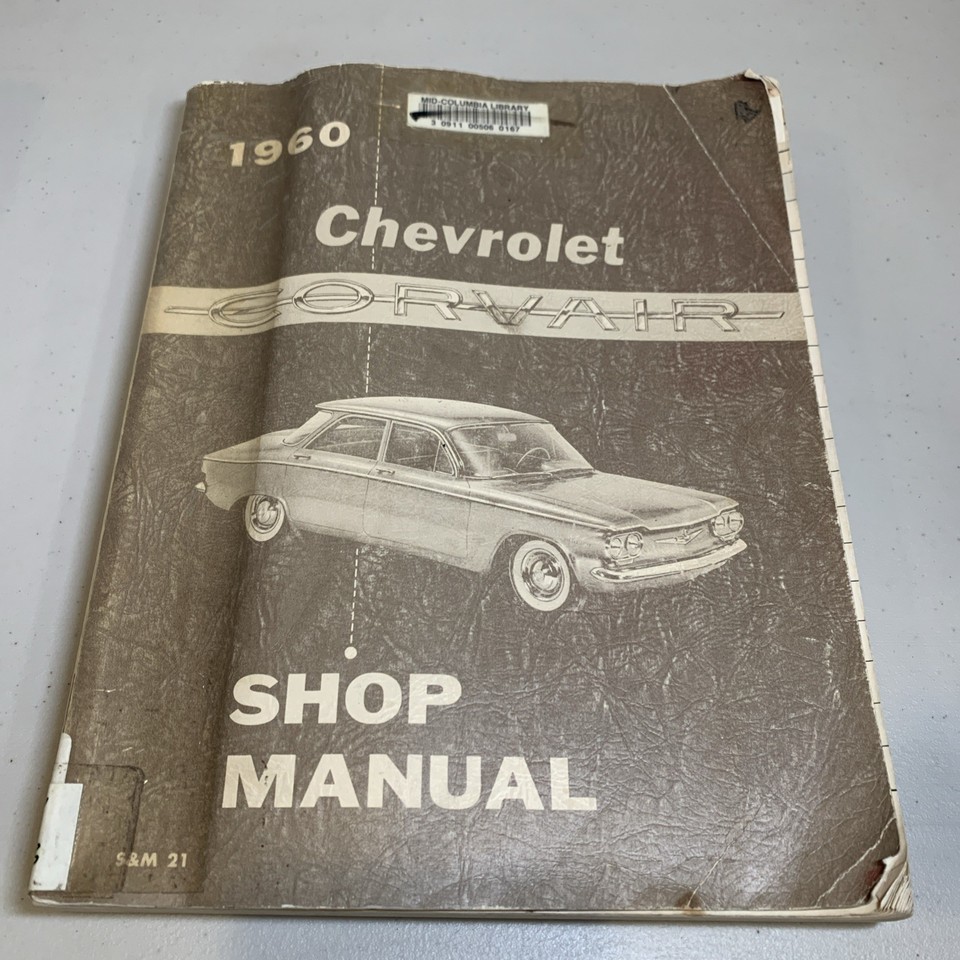 MID-COLUMBIA LIBRARY
3 0911 00506 0167
1960
Chevrolet
CORVAIR
SHOP
MANUAL
S&M 21